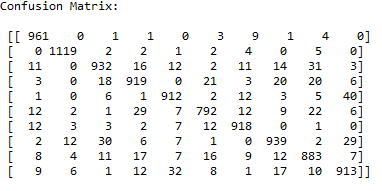 Confusion Matrix:
[[ 961 0 1 1 0 3 9 1 4 0]
[ 0 1119 2 2 1 2 4 0 5 0]
[ 11 0 932 16 12 2 11 14 31 3]
[ 3 0 18 919 0 21 3 20 20 6]
[ 1 0 6 1 912 2 12 3 5 40]
[ 12 2 1 29 7 792 12 9 22 6]
[ 12 3 3 2 7 12 918 0 1 0]
[ 2 12 30 6 7 1 0 939 2 29]
[ 8 4 11 17 7 16 9 12 883 7]
[ 9 6 1 12 32 8 1 17 10 913]]